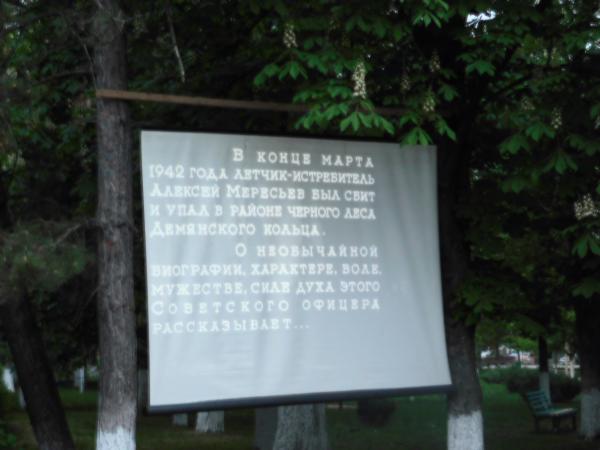 В КОНЦЕ МАРТА
1942 ГОДА ЛЕТЧИК-ИСТРЕБИТЕЛЬ
АЛЕКСЕЙ МЕРЕСЬЕВ БЫЛ СБИТ
И УПАЛ В РАЙОНЕ ЧЕРНОГО ЛЕСА
ДЕМЯНСКОГО КОЛЬЦА.
О НЕОБЫЧАЙНОЙ
БИОГРАФИИ, ХАРАКТЕРЕ, ВОЛЕ,
МУЖЕСТВЕ, СИЛЕ ДУХА ЭТОГО
СОВЕТСКОГО ОФИЦЕРА
РАССКАЗЫВАЕТ...